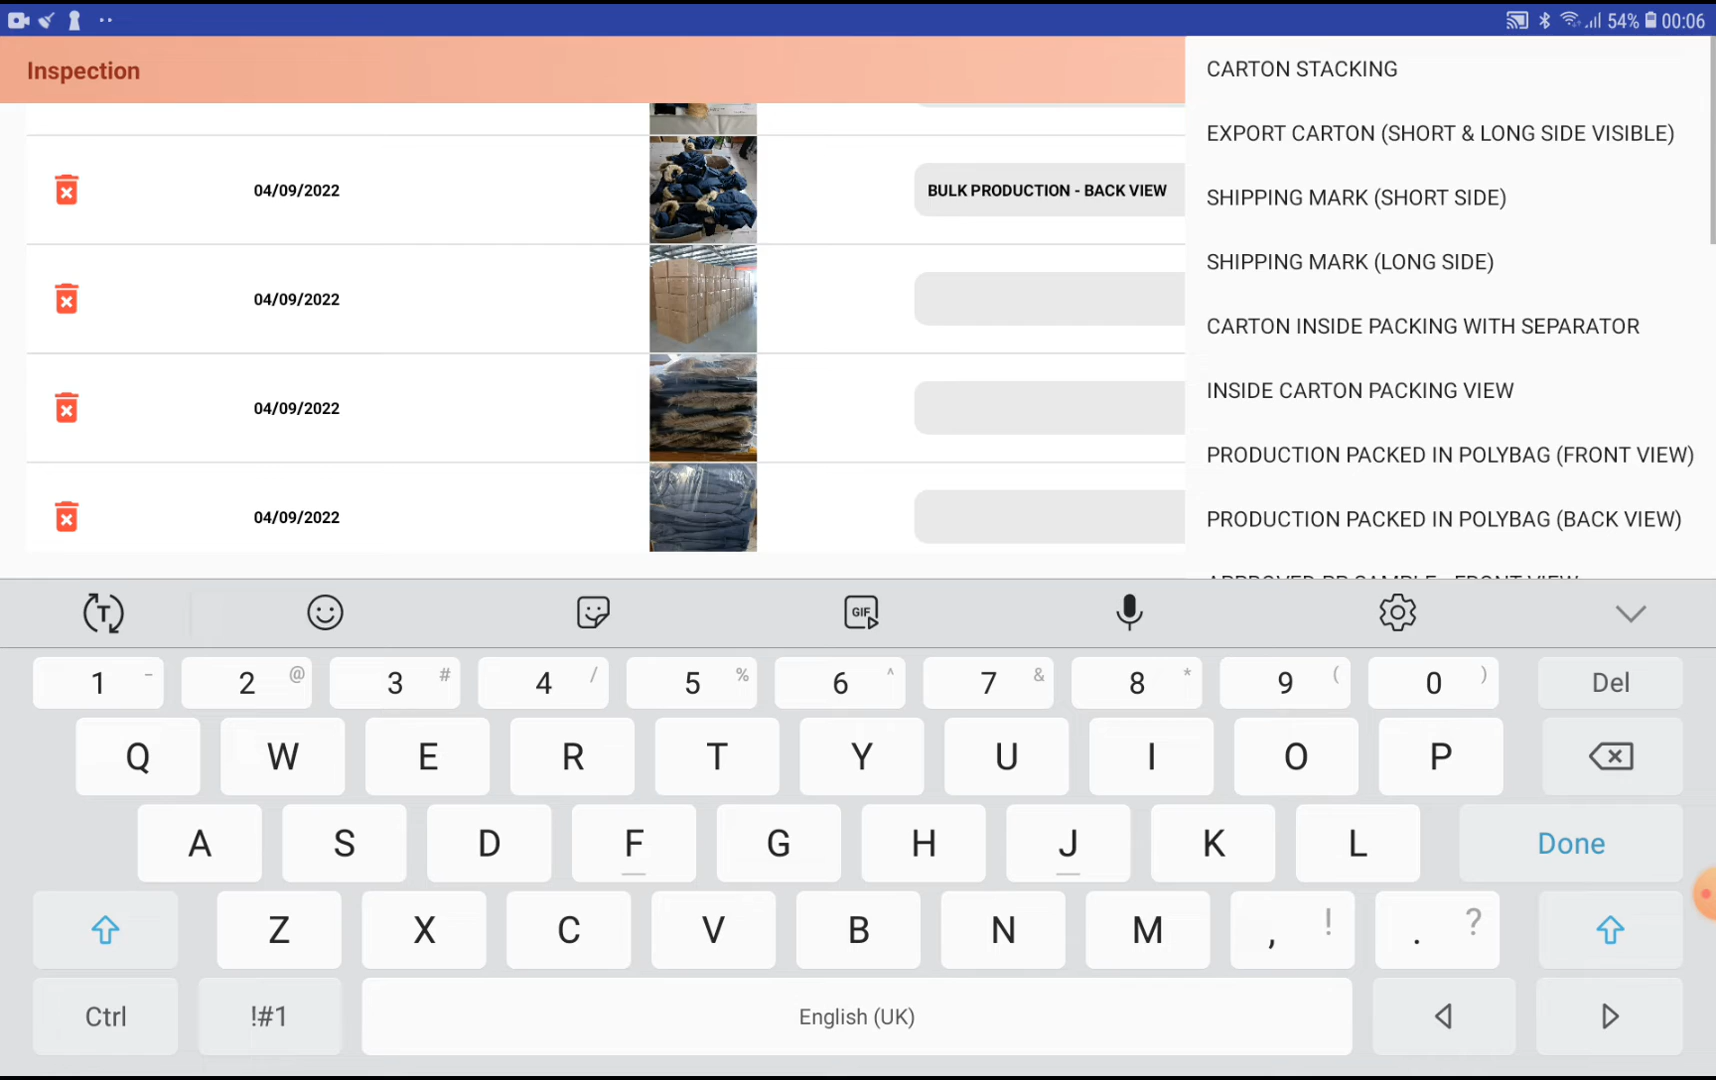 54% 00:06
Inspection
04/09/2022
BULK PRODUCTION - BACK VIEW
04/09/2022
04/09/2022
04/09/2022
CARTON STACKING
EXPORT CARTON (SHORT & LONG SIDE VISIBLE)
SHIPPING MARK (SHORT SIDE)
SHIPPING MARK (LONG SIDE)
CARTON INSIDE PACKING WITH SEPARATOR
INSIDE CARTON PACKING VIEW
PRODUCTION PACKED IN POLYBAG (FRONT VIEW)
PRODUCTION PACKED IN POLYBAG (BACK VIEW)
T GIF
1 - 2 @ 3 # 4 / 5 % 6 ^ 7 & 8 * 9 ( 0 ) Del
Q W E R T Y U I O P
A S D F G H J K L Done
Z X C V B N M , ! . ?
Ctrl !#1 English (UK)